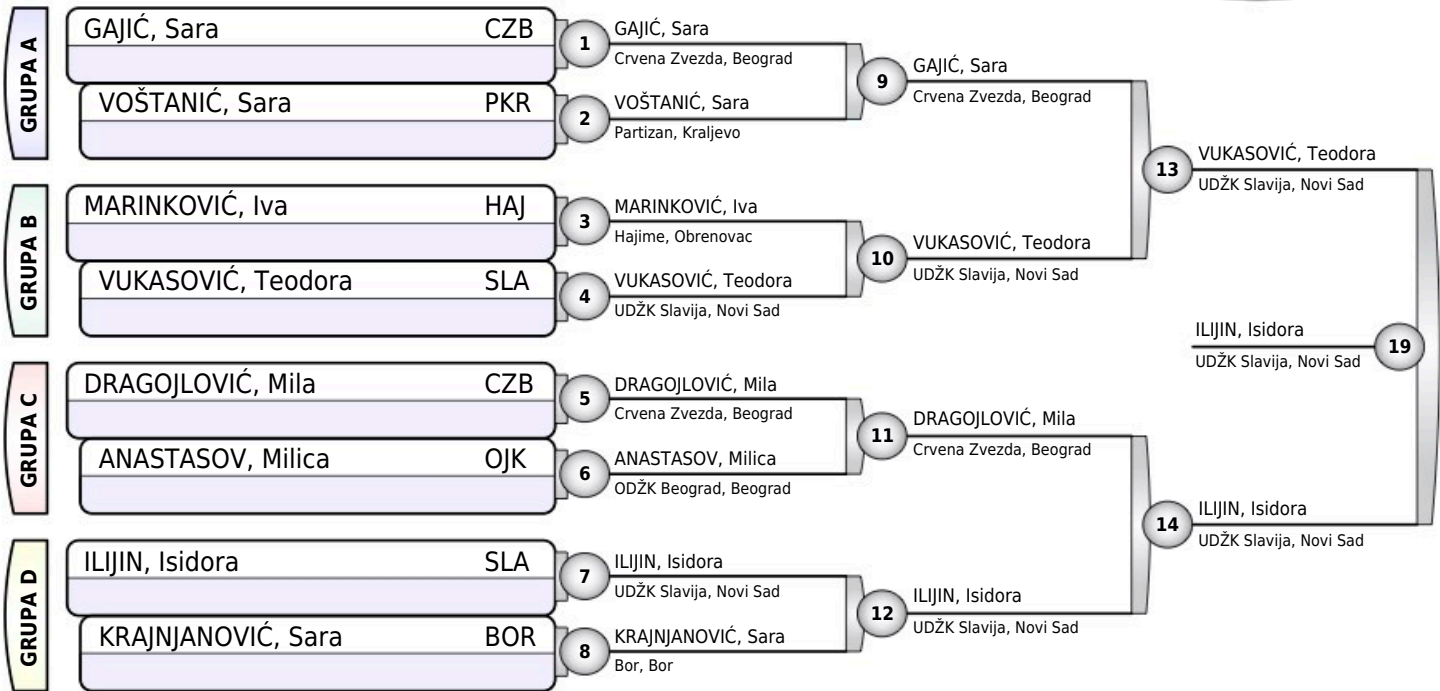 GRUPA A
GAJIĆ, Sara CZB
VOŠTANIĆ, Sara PKR
GRUPA B
MARINKOVIĆ, Iva HAJ
VUKASOVIĆ, Teodora SLA
GRUPA C
DRAGOJLOVIĆ, Mila CZB
ANASTASOV, Milica OJK
GRUPA D
ILIJIN, Isidora SLA
KRAJNJANOVIĆ, Sara BOR
1
GAJIĆ, Sara
Crvena Zvezda, Beograd
2
VOŠTANIĆ, Sara
Partizan, Kraljevo
3
MARINKOVIĆ, Iva
Hajime, Obrenovac
4
VUKASOVIĆ, Teodora
UDŽK Slavija, Novi Sad
5
DRAGOJLOVIĆ, Mila
Crvena Zvezda, Beograd
6
ANASTASOV, Milica
ODŽK Beograd, Beograd
7
ILIJIN, Isidora
UDŽK Slavija, Novi Sad
8
KRAJNJANOVIĆ, Sara
Bor, Bor
9
GAJIĆ, Sara
Crvena Zvezda, Beograd
10
VUKASOVIĆ, Teodora
UDŽK Slavija, Novi Sad
11
DRAGOJLOVIĆ, Mila
Crvena Zvezda, Beograd
12
ILIJIN, Isidora
UDŽK Slavija, Novi Sad
13
VUKASOVIĆ, Teodora
UDŽK Slavija, Novi Sad
14
ILIJIN, Isidora
UDŽK Slavija, Novi Sad
ILIJIN, Isidora
UDŽK Slavija, Novi Sad
19